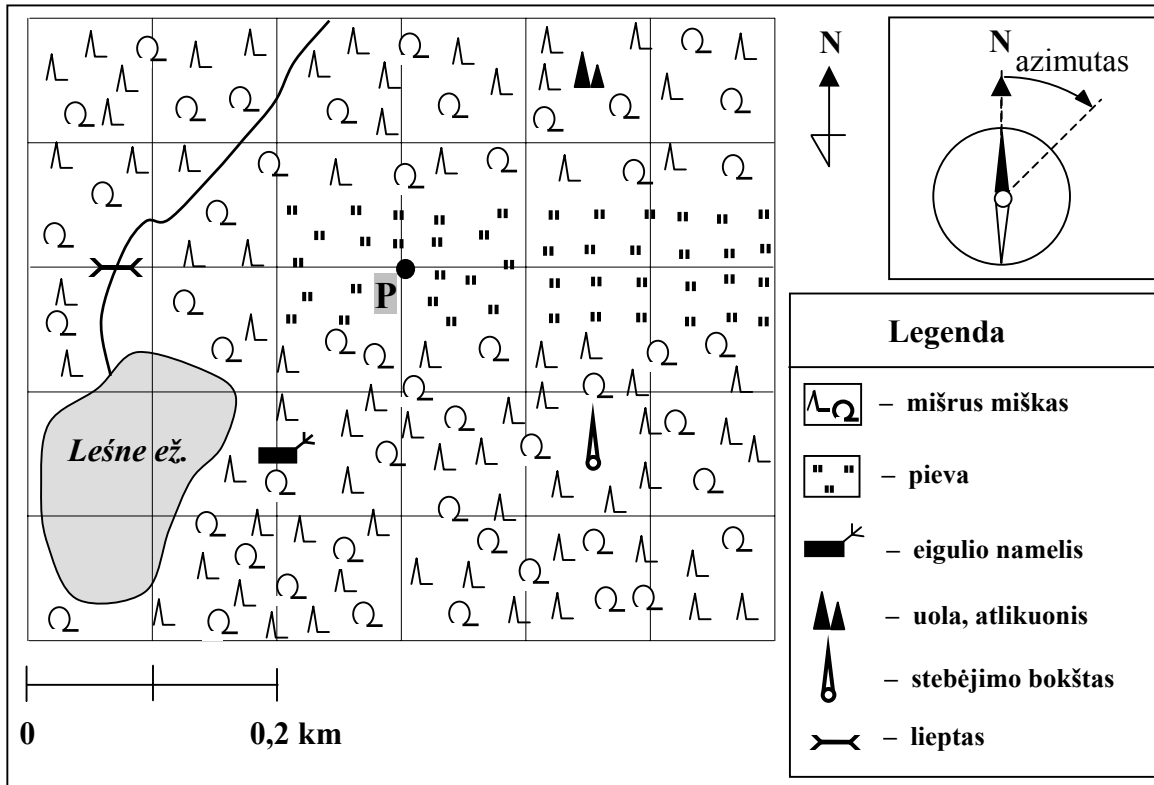 N
N
azimutas
P
Leśne ež.
Legenda
– mišrus miškas
– pieva
– eigulio namelis
– uola, atlikuonis
– stebėjimo bokštas
– lieptas
0
0,2 km